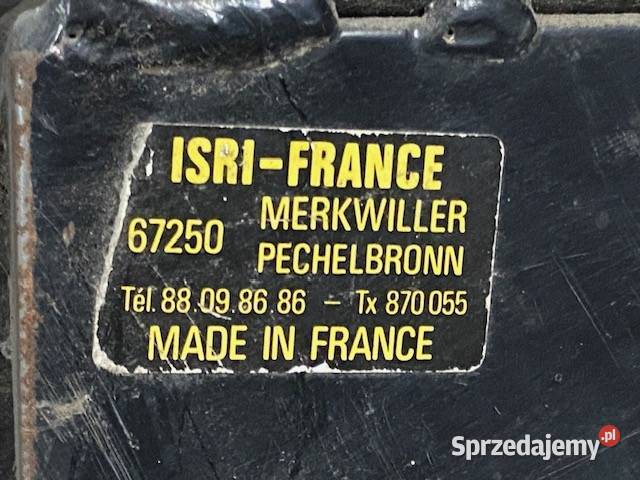 ISRI-FRANCE
67250 MERKWILLER
PECHELBRONN
Tél. 88.09.86.86 - Tx 870 055
MADE IN FRANCE
Sprzedajemy.pl